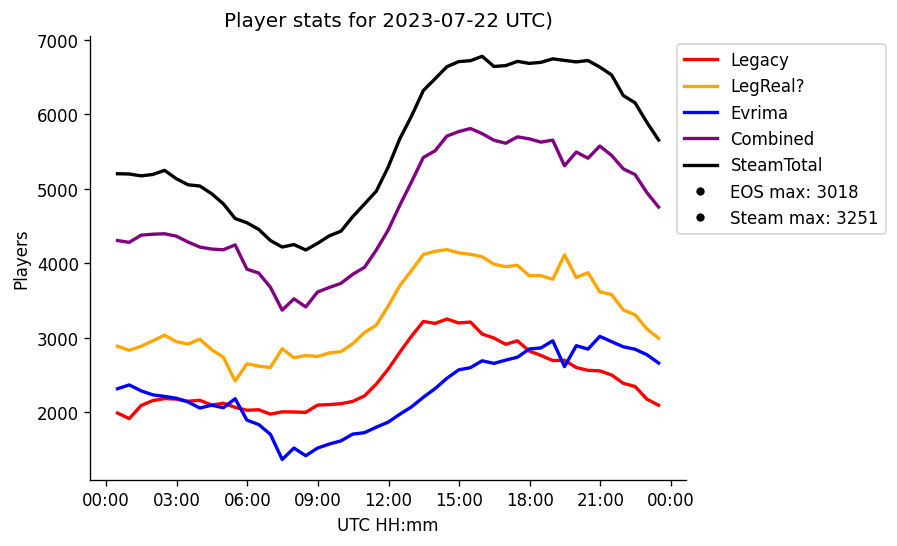 Player stats for 2023-07-22 UTC)
7000
6000
5000
4000
3000
2000
Players
00:00 03:00 06:00 09:00 12:00 15:00 18:00 21:00 00:00
UTC HH:mm
Legacy
LegReal?
Evrima
Combined
SteamTotal
EOS max: 3018
Steam max: 3251